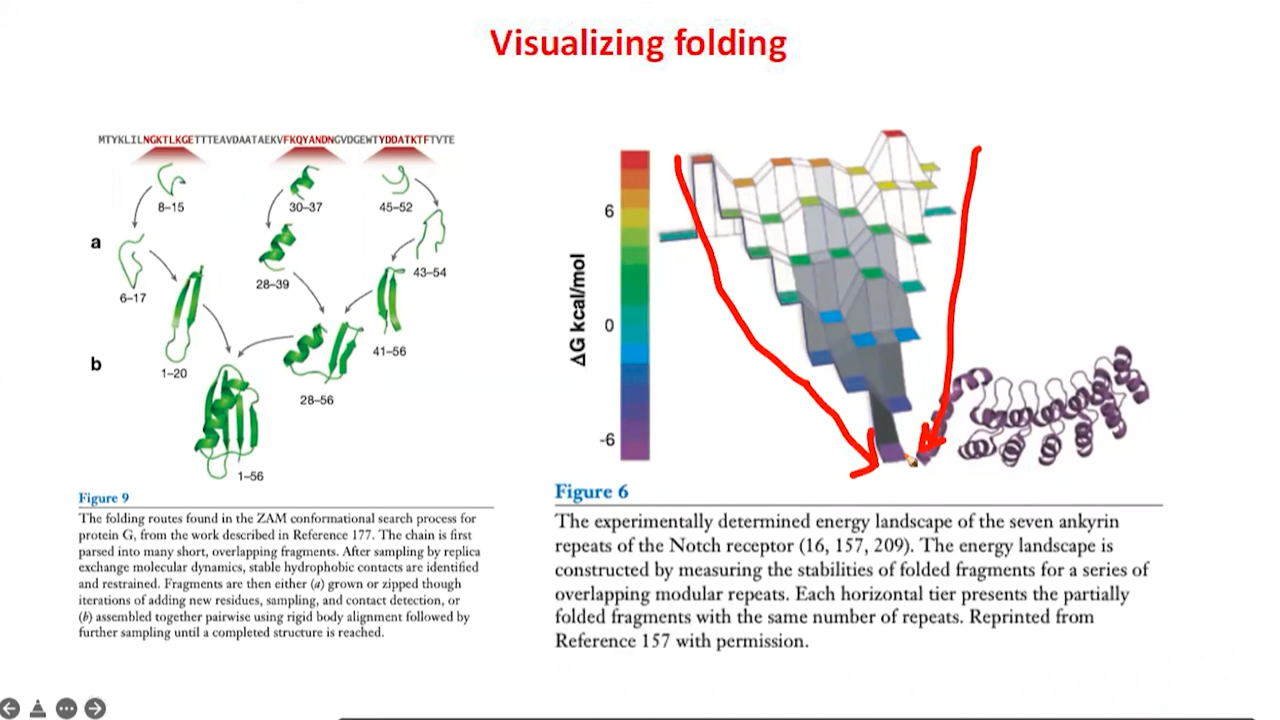 Visualizing folding
MTYKLILNGKTLKGETTTEAVDAATAEKVFKQYANDNGVDGEWTYDDATKTFTVTE
8–15
30–37
45–52
a
6–17
28–39
43–54
b
1–20
41–56
28–56
1–56
Figure 9
The folding routes found in the ZAM conformational search process for
protein G, from the work described in Reference 177. The chain is first
parsed into many short, overlapping fragments. After sampling by replica
exchange molecular dynamics, stable hydrophobic contacts are identified
and restrained. Fragments are then either (a) grown or zipped though
iterations of adding new residues, sampling, and contact detection, or
(b) assembled together pairwise using rigid body alignment followed by
further sampling until a completed structure is reached.
ΔG kcal/mol
6
0
-6
Figure 6
The experimentally determined energy landscape of the seven ankyrin
repeats of the Notch receptor (16, 157, 209). The energy landscape is
constructed by measuring the stabilities of folded fragments for a series of
overlapping modular repeats. Each horizontal tier presents the partially
folded fragments with the same number of repeats. Reprinted from
Reference 157 with permission.